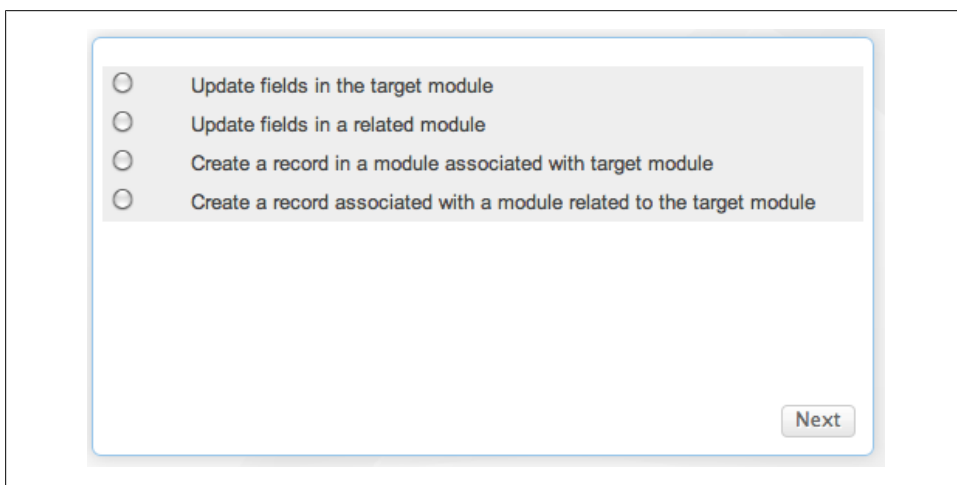 Update fields in the target module
Update fields in a related module
Create a record in a module associated with target module
Create a record associated with a module related to the target module
Next